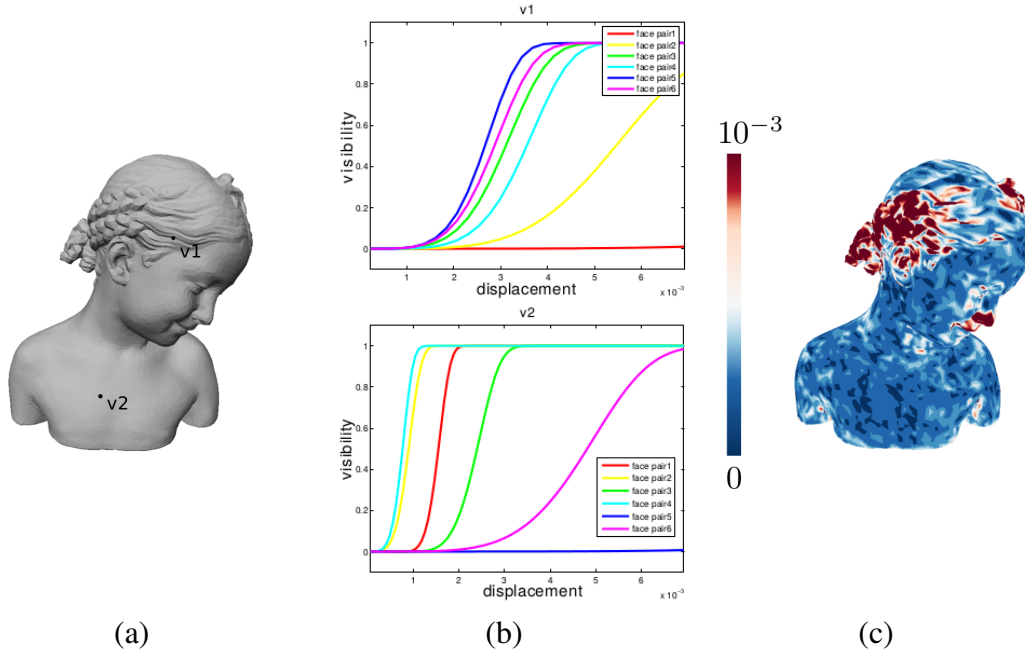 v1
v2
(a)
v1
visibility
1
0.8
0.6
0.4
0.2
0
face pair1
face pair2
face pair3
face pair4
face pair5
face pair6
1
2
3
4
5
6
displacement
x 10⁻³
v2
visibility
1
0.8
0.6
0.4
0.2
0
face pair1
face pair2
face pair3
face pair4
face pair5
face pair6
1
2
3
4
5
6
displacement
x 10⁻³
(b)
10⁻³
0
(c)